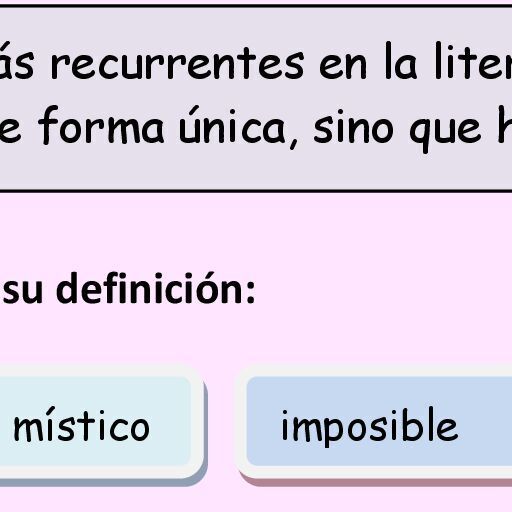 ás recurrentes en la liter
e forma única, sino que h
su definición:
místico imposible